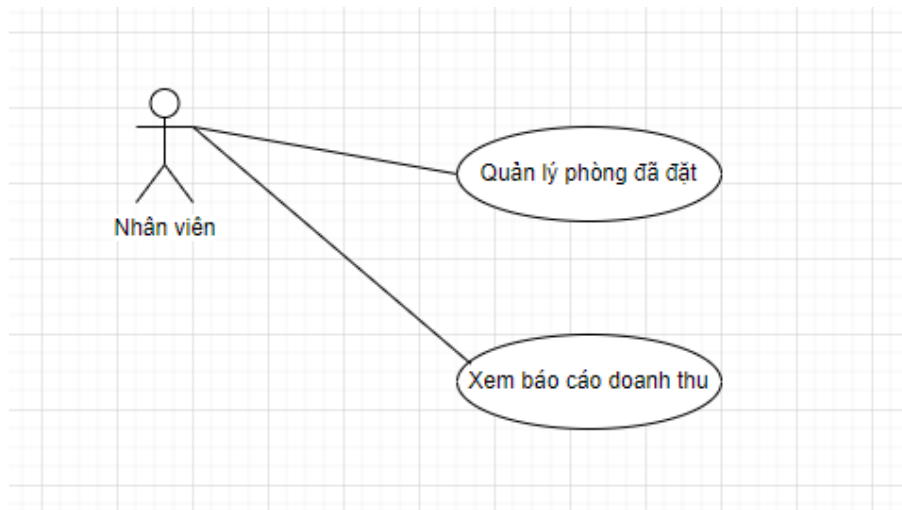 Quản lý phòng đã đặt
Nhân viên
Xem báo cáo doanh thu